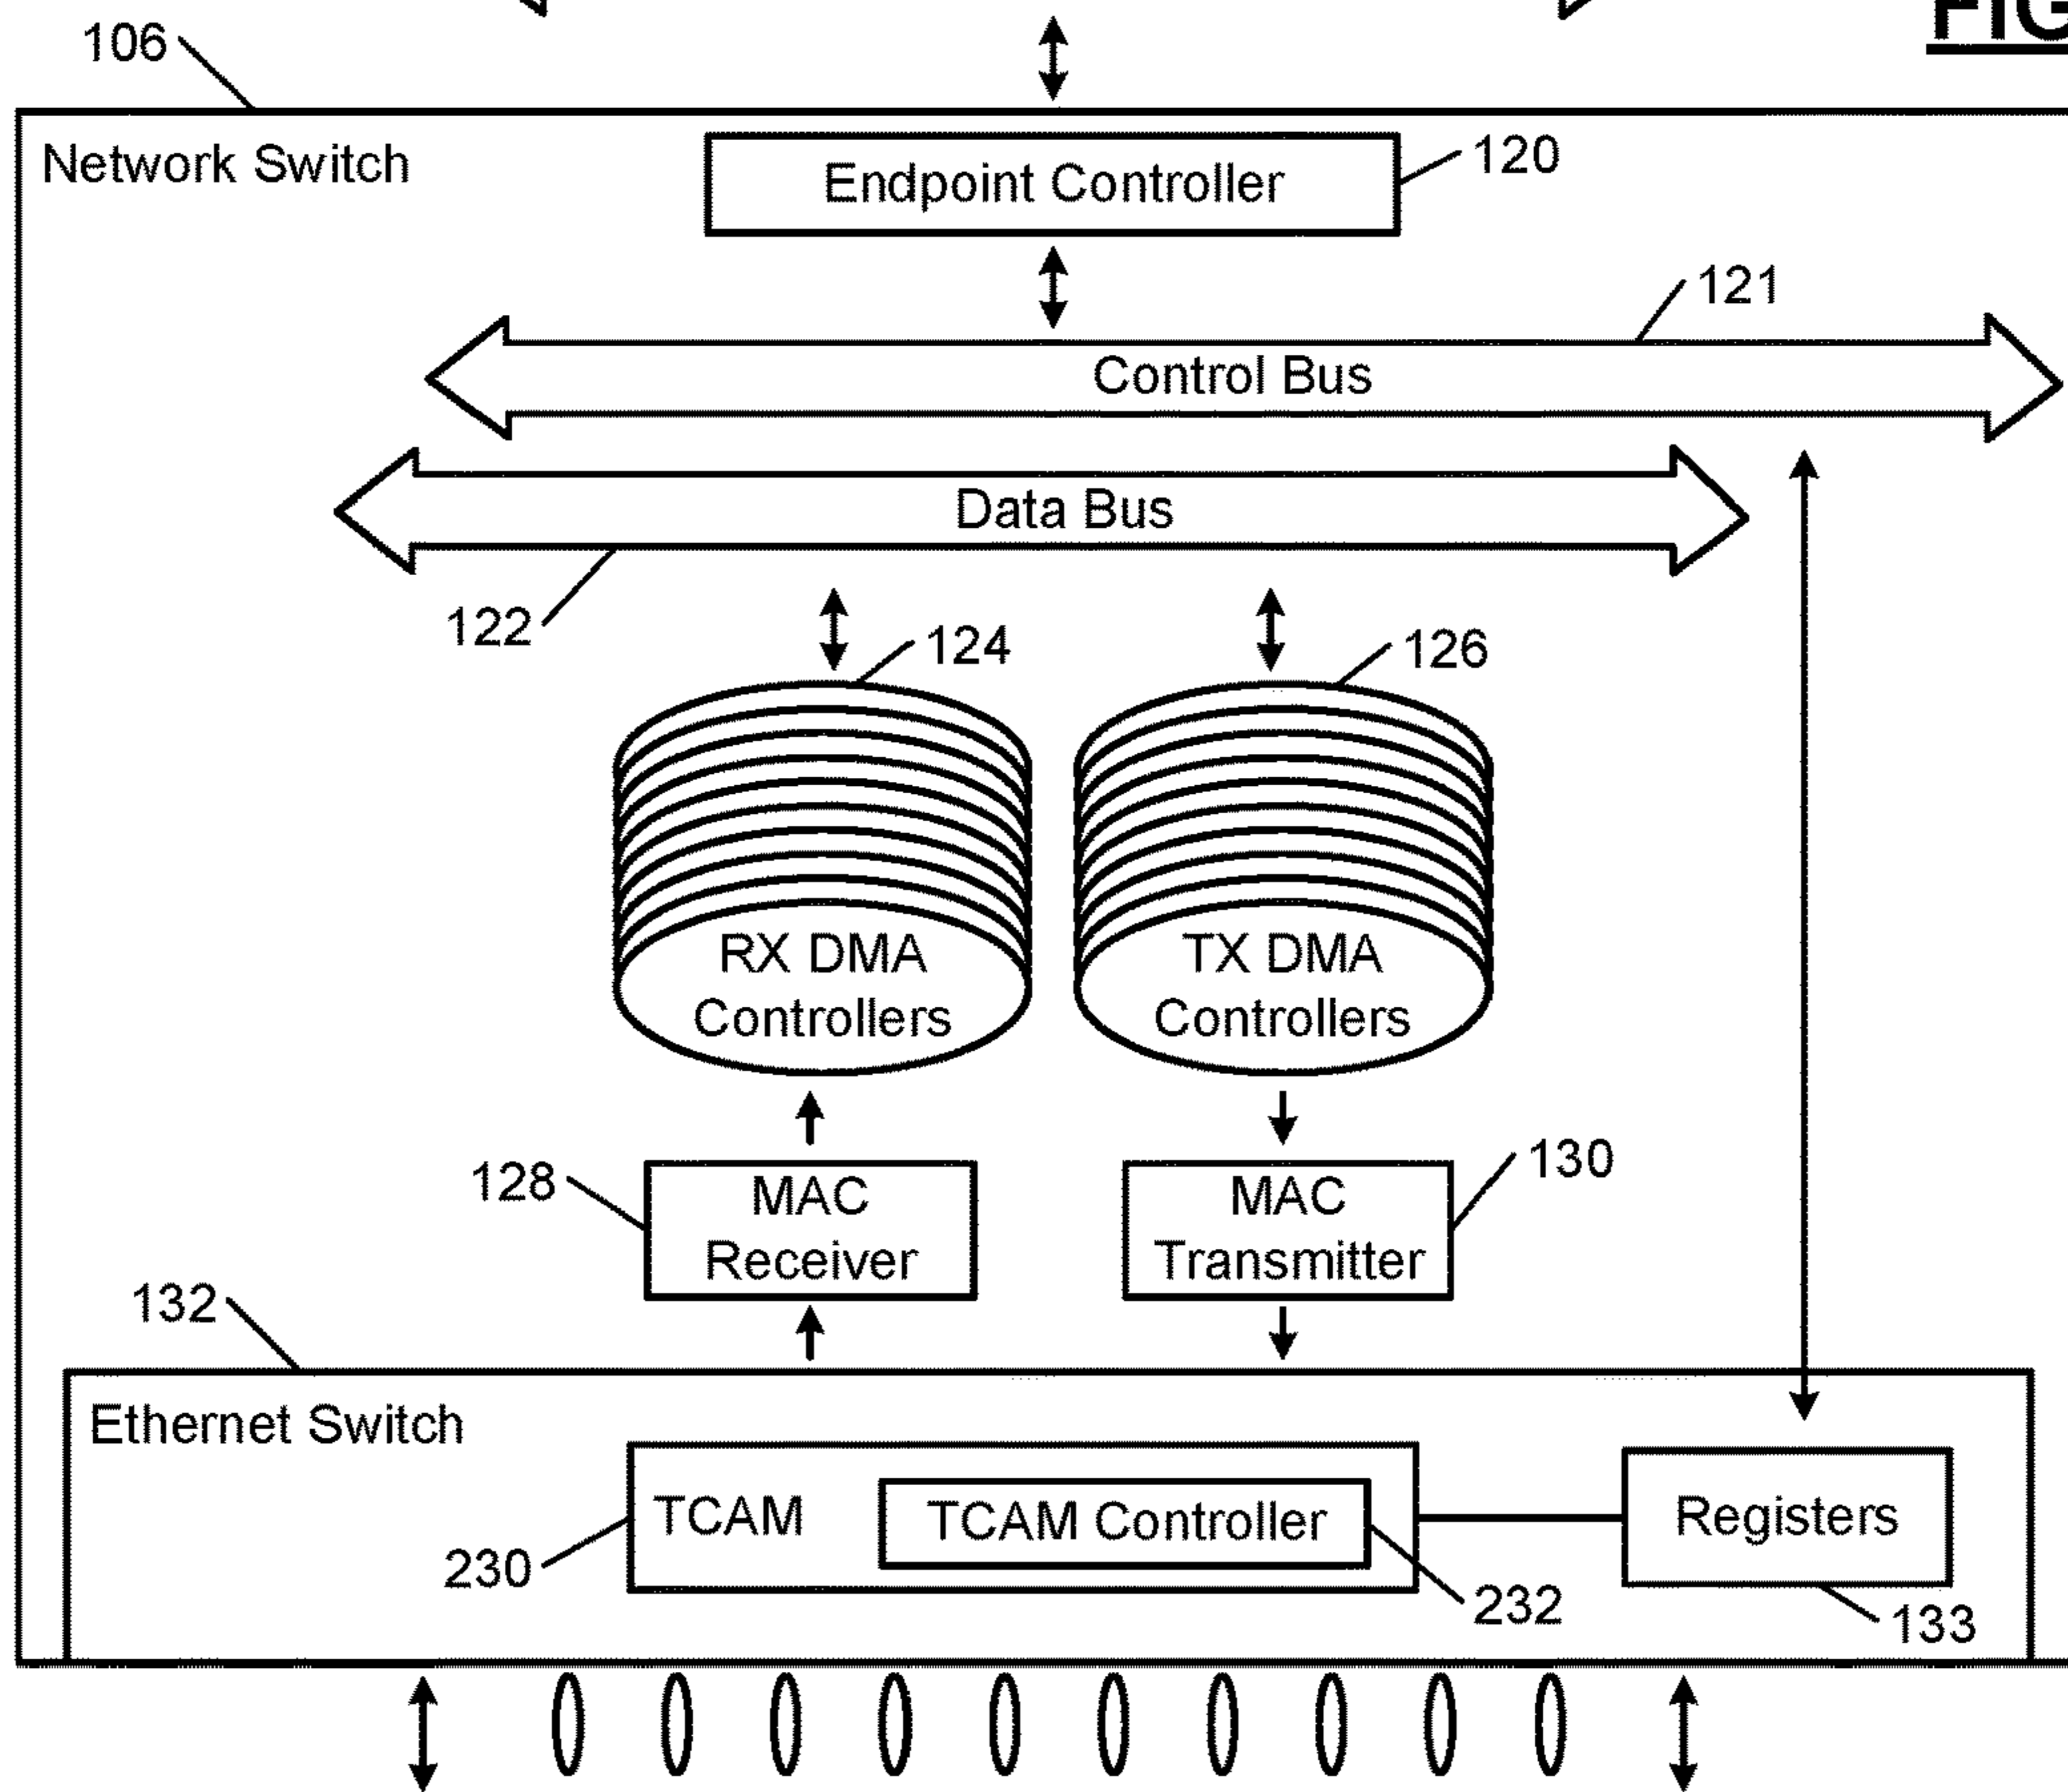 FIG
106
Network Switch
Endpoint Controller
120
121
Control Bus
Data Bus
122
124
126
RX DMA
Controllers
TX DMA
Controllers
128
MAC
Receiver
MAC
Transmitter
130
132
Ethernet Switch
TCAM
TCAM Controller
Registers
230
232
133